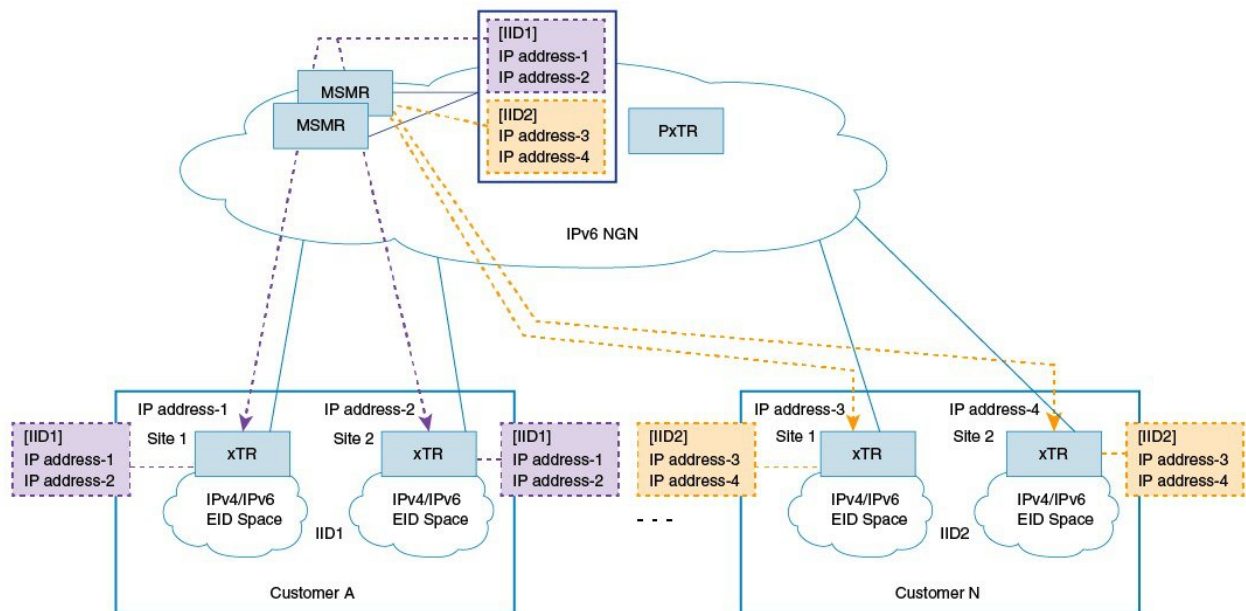 [IID1]
IP address-1
IP address-2
MSMR
MSMR
[IID2]
IP address-3
IP address-4
PxTR
IPv6 NGN
IP address-1
IP address-2
IP address-3
IP address-4
[IID1]
IP address-1
IP address-2
Site 1
xTR
Site 2
xTR
[IID1]
IP address-1
IP address-2
[IID2]
IP address-3
IP address-4
Site 1
xTR
Site 2
xTR
[IID2]
IP address-3
IP address-4
IPv4/IPv6
EID Space
IPv4/IPv6
EID Space
IID1
- - -
IPv4/IPv6
EID Space
IPv4/IPv6
EID Space
IID2
Customer A
Customer N